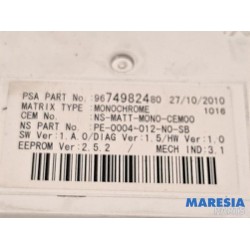 PSA PART No: 9674982480 27/10/2010
MATRIX TYPE: MONOCHROME 1016
CEM No: NS-MATT-MONO-CEM00
NS PART No: PE-0004-012-NO-SB
SW Ver: 1.A.0/DIAG Ver: 1.5/HW Ver: 1.0
EEPROM Ver: 2.5.2 / MECH IND: 3.1
MARESIA
AUTO RECYCLING